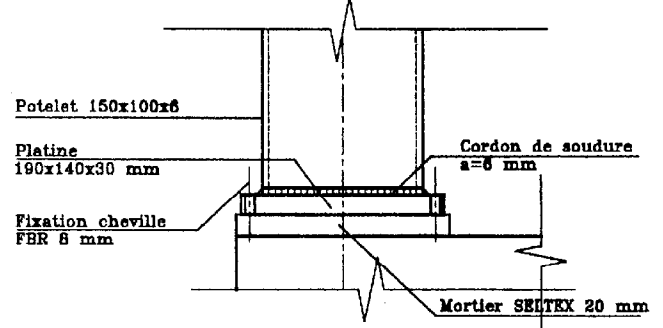 Potelet 150x100x6
Platine
190x140x30 mm
Cordon de soudure
a=6 mm
Fixation cheville
FBR 8 mm
Mortier SELTEX 20 mm